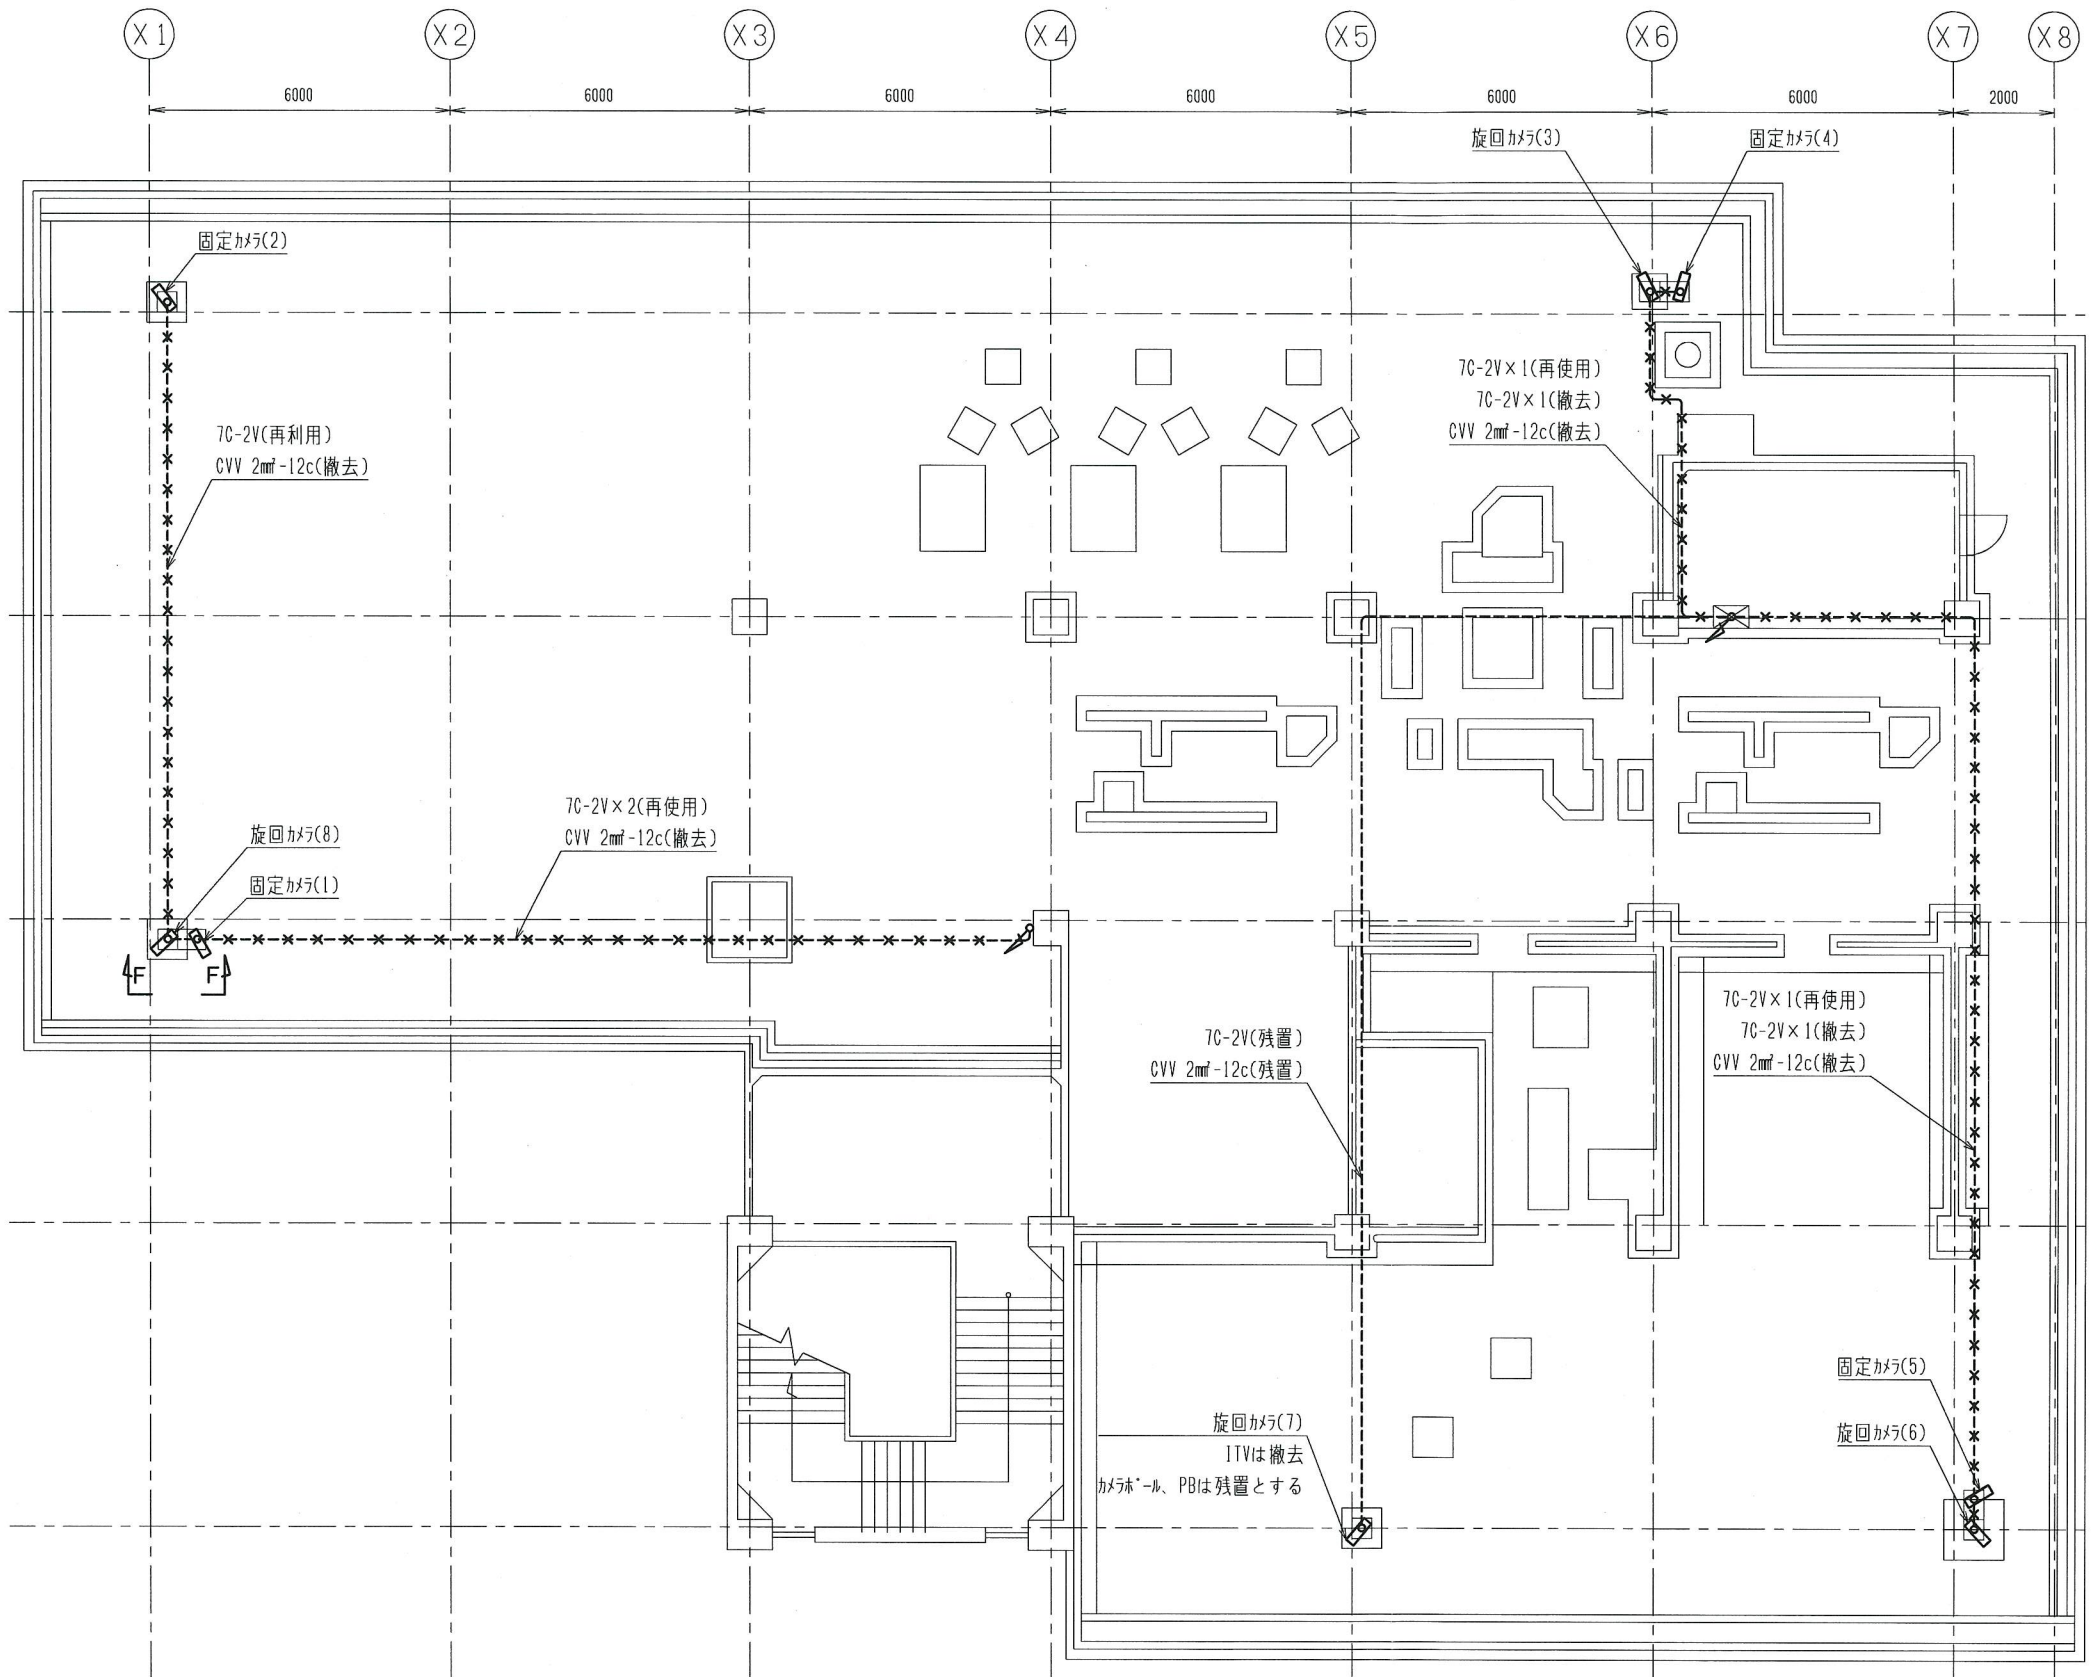 X1 X2 X3 X4 X5 X6 X7 X8
6000 6000 6000 6000 6000 6000 2000
旋回カメラ(3)
固定カメラ(4)
固定カメラ(2)
7C-2V×1(再使用)
7C-2V×1(撤去)
CVV 2mm²-12c(撤去)
7C-2V(再利用)
CVV 2mm²-12c(撤去)
7C-2V×2(再使用)
CVV 2mm²-12c(撤去)
旋回カメラ(8)
固定カメラ(1)
F F
7C-2V(残置)
CVV 2mm²-12c(残置)
7C-2V×1(再使用)
7C-2V×1(撤去)
CVV 2mm²-12c(撤去)
固定カメラ(5)
旋回カメラ(6)
旋回カメラ(7)
ITVは撤去
カメラポール、PBは残置とする